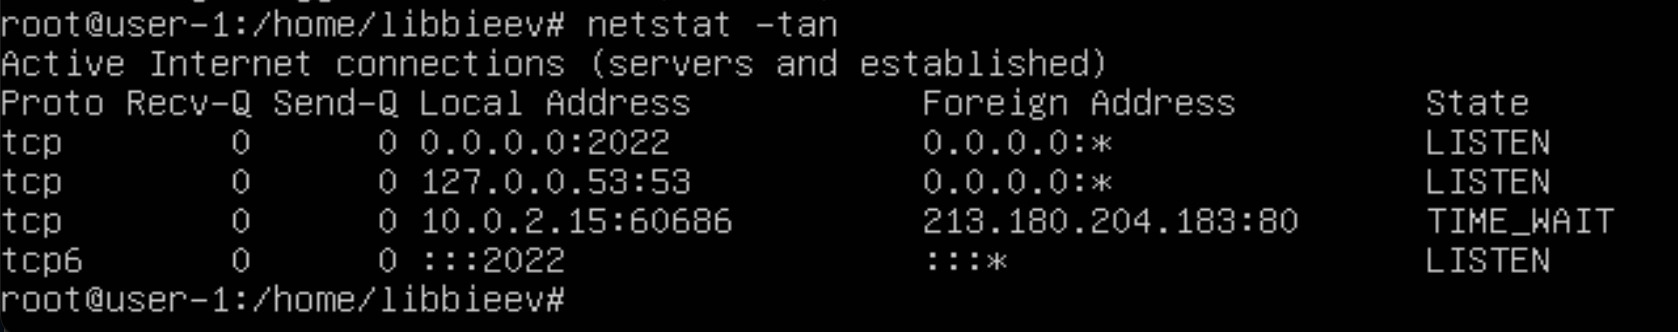 root@user-1:/home/libbieev# netstat -tan
Active Internet connections (servers and established)
Proto Recv-Q Send-Q Local Address           Foreign Address         State
tcp        0      0 0.0.0.0:2022            0.0.0.0:*               LISTEN
tcp        0      0 127.0.0.53:53           0.0.0.0:*               LISTEN
tcp        0      0 10.0.2.15:60686         213.180.204.183:80      TIME_WAIT
tcp6       0      0 :::2022                 :::*                    LISTEN
root@user-1:/home/libbieev#